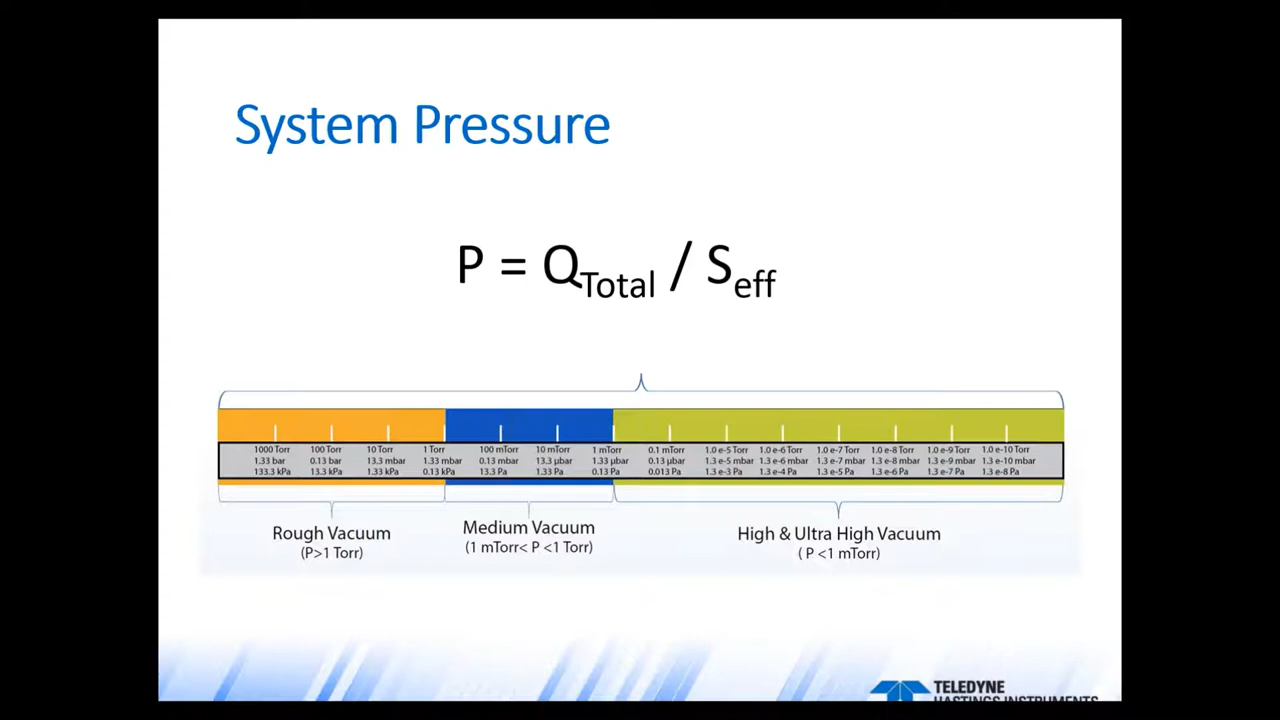 System Pressure
P = QTotal / Seff
1000 Torr 100 Torr 10 Torr 1 Torr 100 mTorr 10 mTorr 1 mTorr 0.1 mTorr 1.0 e-5 Torr 1.0 e-6 Torr 1.0 e-7 Torr 1.0 e-8 Torr 1.0 e-9 Torr 1.0 e-10 Torr
1.33 bar 0.13 bar 13.3 mbar 1.33 mbar 0.13 mbar 13.3 µbar 1.33 µbar 0.13 µbar 1.3 e-5 mbar 1.3 e-6 mbar 1.3 e-7 mbar 1.3 e-8 mbar 1.3 e-9 mbar 1.3 e-10 mbar
133.3 kPa 13.3 kPa 1.33 kPa 0.13 kPa 13.3 Pa 1.33 Pa 0.13 Pa 0.013 Pa 1.3 e-3 Pa 1.3 e-4 Pa 1.3 e-5 Pa 1.3 e-6 Pa 1.3 e-7 Pa 1.3 e-8 Pa
Rough Vacuum
(P>1 Torr)
Medium Vacuum
(1 mTorr< P <1 Torr)
High & Ultra High Vacuum
( P <1 mTorr)
TELEDYNE
HASTINGS INSTRUMENTS